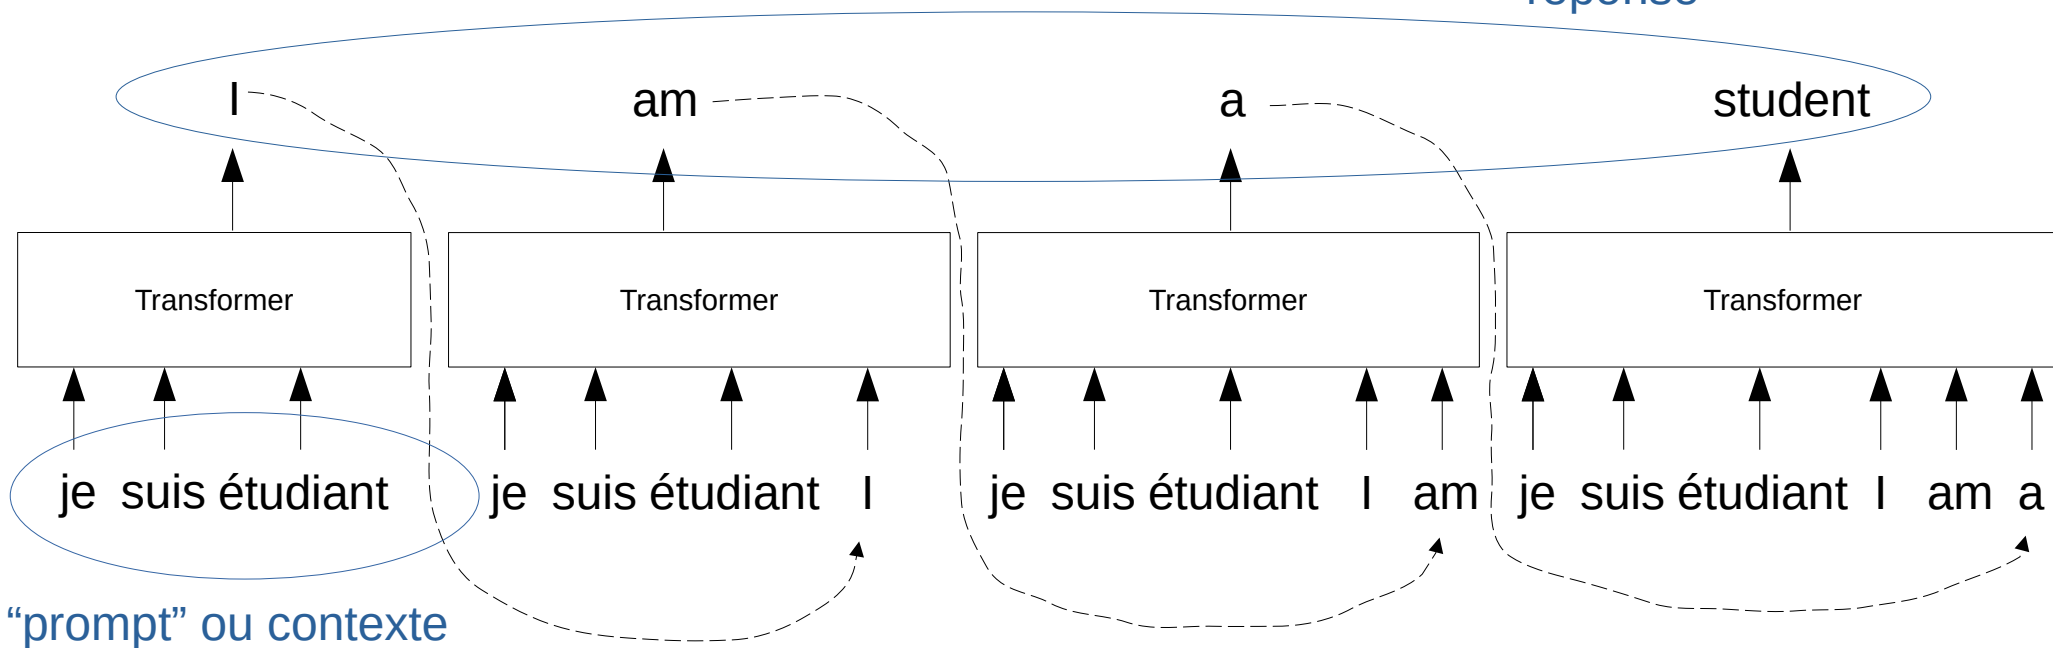 réponse
I am a student
Transformer Transformer Transformer Transformer
je suis étudiant je suis étudiant I je suis étudiant I am je suis étudiant I am a
“prompt” ou contexte